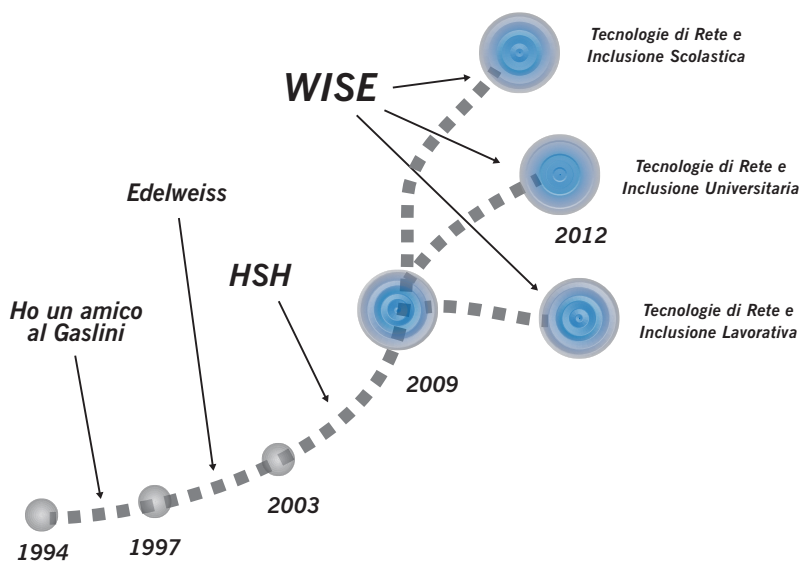 Tecnologie di Rete e
Inclusione Scolastica
WISE
Tecnologie di Rete e
Inclusione Universitaria
Edelweiss
2012
HSH
Ho un amico
al Gaslini
Tecnologie di Rete e
Inclusione Lavorativa
2009
2003
1997
1994